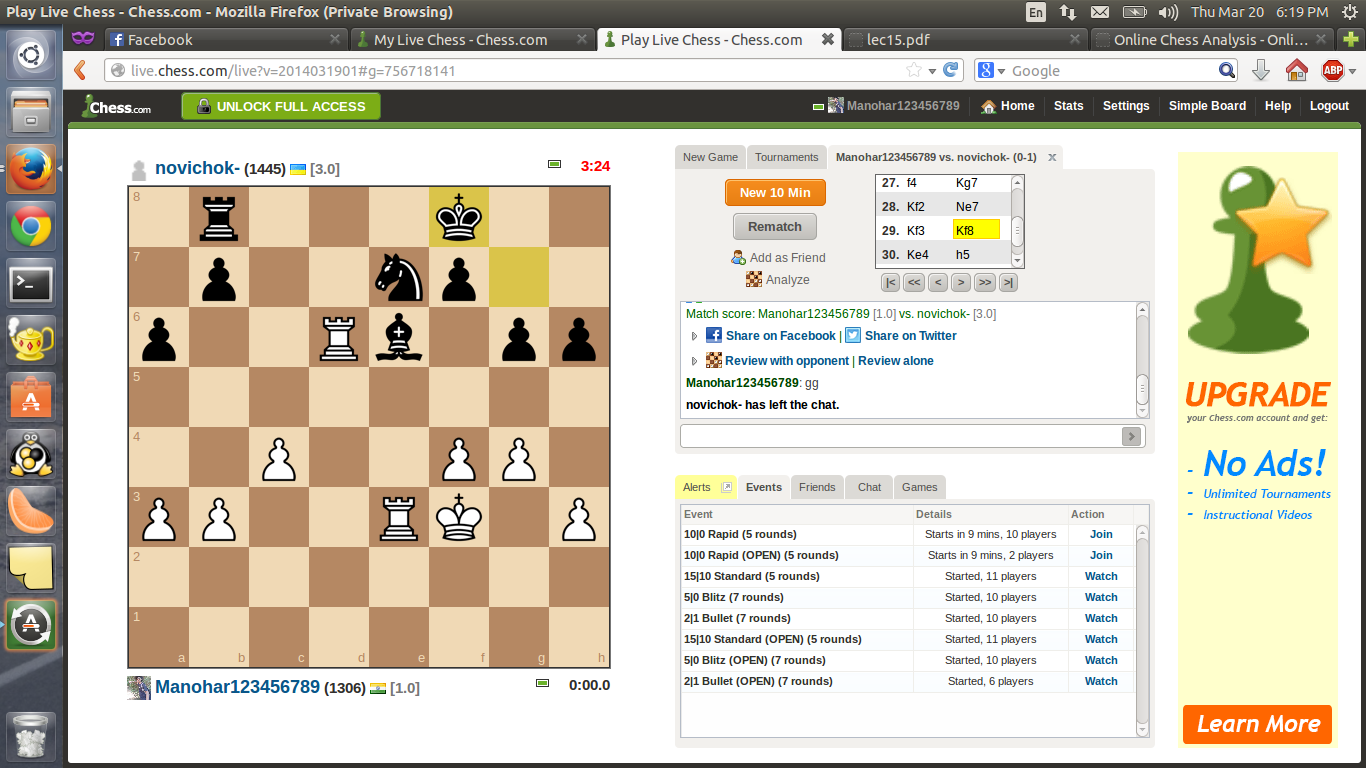 Play Live Chess - Chess.com - Mozilla Firefox (Private Browsing)
En Thu Mar 20 6:19 PM
Facebook My Live Chess - Chess.com Play Live Chess - Chess.com lec15.pdf Online Chess Analysis - Onli...
live.chess.com/live?v=2014031901#g=756718141 Google ABP
Chess.com UNLOCK FULL ACCESS Manohar123456789 Home Stats Settings Simple Board Help Logout
novichok- (1445) [3.0] 3:24
8
7
6
5
4
3
2
1
a b c d e f g h
Manohar123456789 (1306) [1.0] 0:00.0
New Game Tournaments Manohar123456789 vs. novichok- (0-1) x
New 10 Min
Rematch
Add as Friend
Analyze
27. f4 Kg7
28. Kf2 Ne7
29. Kf3 Kf8
30. Ke4 h5
|< << < > >> >|
Match score: Manohar123456789 [1.0] vs. novichok- [3.0]
Share on Facebook | Share on Twitter
Review with opponent | Review alone
Manohar123456789: gg
novichok- has left the chat.
Alerts Events Friends Chat Games
Event Details Action
10|0 Rapid (5 rounds) Starts in 9 mins, 10 players Join
10|0 Rapid (OPEN) (5 rounds) Starts in 9 mins, 2 players Join
15|10 Standard (5 rounds) Started, 11 players Watch
5|0 Blitz (7 rounds) Started, 10 players Watch
2|1 Bullet (7 rounds) Started, 10 players Watch
15|10 Standard (OPEN) (5 rounds) Started, 11 players Watch
5|0 Blitz (OPEN) (7 rounds) Started, 10 players Watch
2|1 Bullet (OPEN) (7 rounds) Started, 6 players Watch
UPGRADE
your Chess.com account and get:
- No Ads!
- Unlimited Tournaments
- Instructional Videos
Learn More